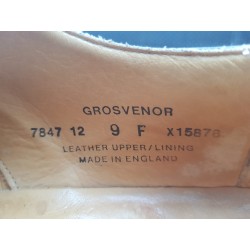 GROSVENOR
7847 12 9 F X15878
LEATHER UPPER/LINING
MADE IN ENGLAND